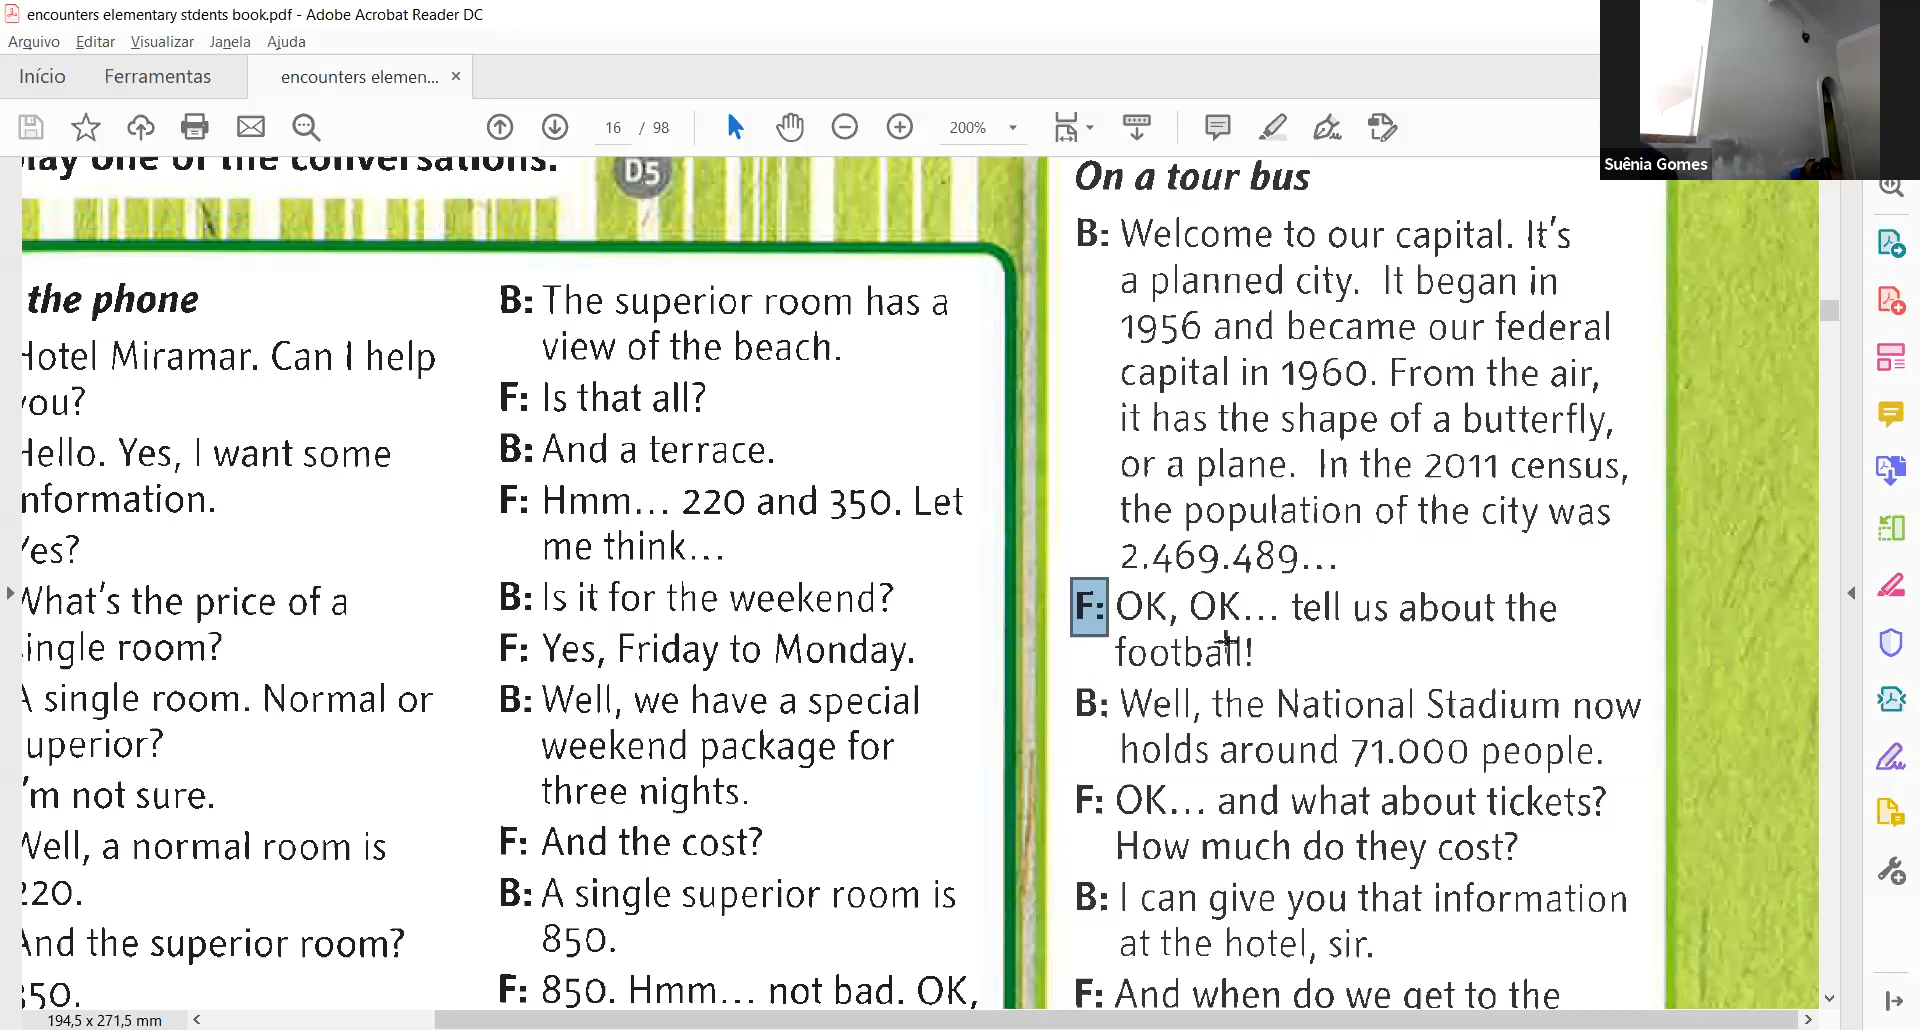 encounters elementary stdents book.pdf - Adobe Acrobat Reader DC
Arquivo Editar Visualizar Janela Ajuda
Início Ferramentas encounters elemen... ×
16 / 98 200%
Suênia Gomes
play one of the conversations.
D5
the phone
Hotel Miramar. Can I help
you?
Hello. Yes, I want some
information.
Yes?
What's the price of a
single room?
A single room. Normal or
superior?
I'm not sure.
Well, a normal room is
220.
And the superior room?
350.
B: The superior room has a
view of the beach.
F: Is that all?
B: And a terrace.
F: Hmm... 220 and 350. Let
me think...
B: Is it for the weekend?
F: Yes, Friday to Monday.
B: Well, we have a special
weekend package for
three nights.
F: And the cost?
B: A single superior room is
850.
F: 850. Hmm... not bad. OK,
On a tour bus
B: Welcome to our capital. It's
a planned city. It began in
1956 and became our federal
capital in 1960. From the air,
it has the shape of a butterfly,
or a plane. In the 2011 census,
the population of the city was
2.469.489...
F: OK, OK... tell us about the
football!
B: Well, the National Stadium now
holds around 71.000 people.
F: OK... and what about tickets?
How much do they cost?
B: I can give you that information
at the hotel, sir.
F: And when do we get to the
194,5 x 271,5 mm